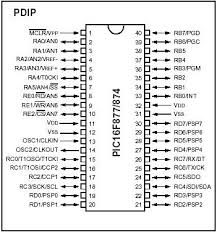 PDIP
MCLR/VPP 1 40 RB7/PGD
RA0/AN0 2 39 RB6/PGC
RA1/AN1 3 38 RB5
RA2/AN2/VREF- 4 37 RB4
RA3/AN3/VREF+ 5 36 RB3/PGM
RA4/T0CKI 6 35 RB2
RA5/AN4/SS 7 34 RB1
RE0/RD/AN5 8 33 RB0/INT
RE1/WR/AN6 9 32 VDD
RE2/CS/AN7 10 31 VSS
VDD 11 30 RD7/PSP7
VSS 12 29 RD6/PSP6
OSC1/CLKIN 13 28 RD5/PSP5
OSC2/CLKOUT 14 27 RD4/PSP4
RC0/T1OSO/T1CKI 15 26 RC7/RX/DT
RC1/T1OSI/CCP2 16 25 RC6/TX/CK
RC2/CCP1 17 24 RC5/SDO
RC3/SCK/SCL 18 23 RC4/SDI/SDA
RD0/PSP0 19 22 RD3/PSP3
RD1/PSP1 20 21 RD2/PSP2
PIC16F877/874